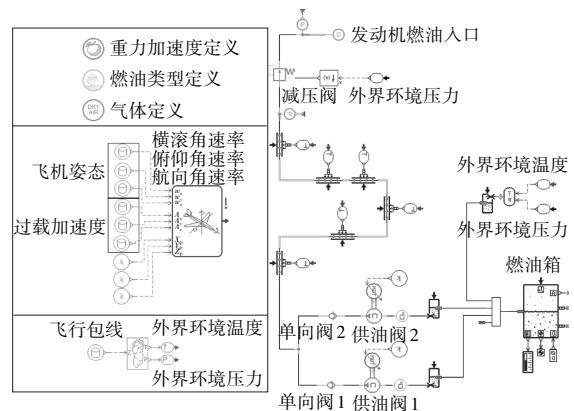 重力加速度定义
燃油类型定义
DRY AIR
气体定义
横滚角速率
俯仰角速率
航向角速率
飞机姿态
过载加速度
飞行包线
外界环境温度
外界环境压力
P
发动机燃油入口
减压阀
外界环境压力
外界环境温度
外界环境压力
燃油箱
单向阀2
供油阀2
单向阀1
供油阀1